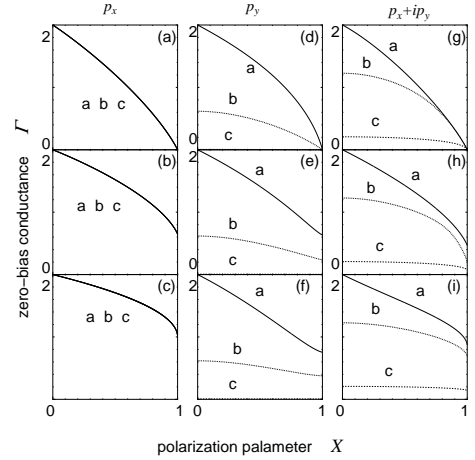 p_x p_y p_x+ip_y
2 (a) 2 (d) 2 (g)
a b c
a
b
c
a
b
c
0 0 0
2 (b) 2 (e) 2 (h)
a b c
a
b
c
a
b
c
0 0 0
2 (c) 2 (f) 2 (i)
a b c
a
b
c
a
b
c
0 1 0 1 0 1
zero−bias conductance Γ
polarization palameter X